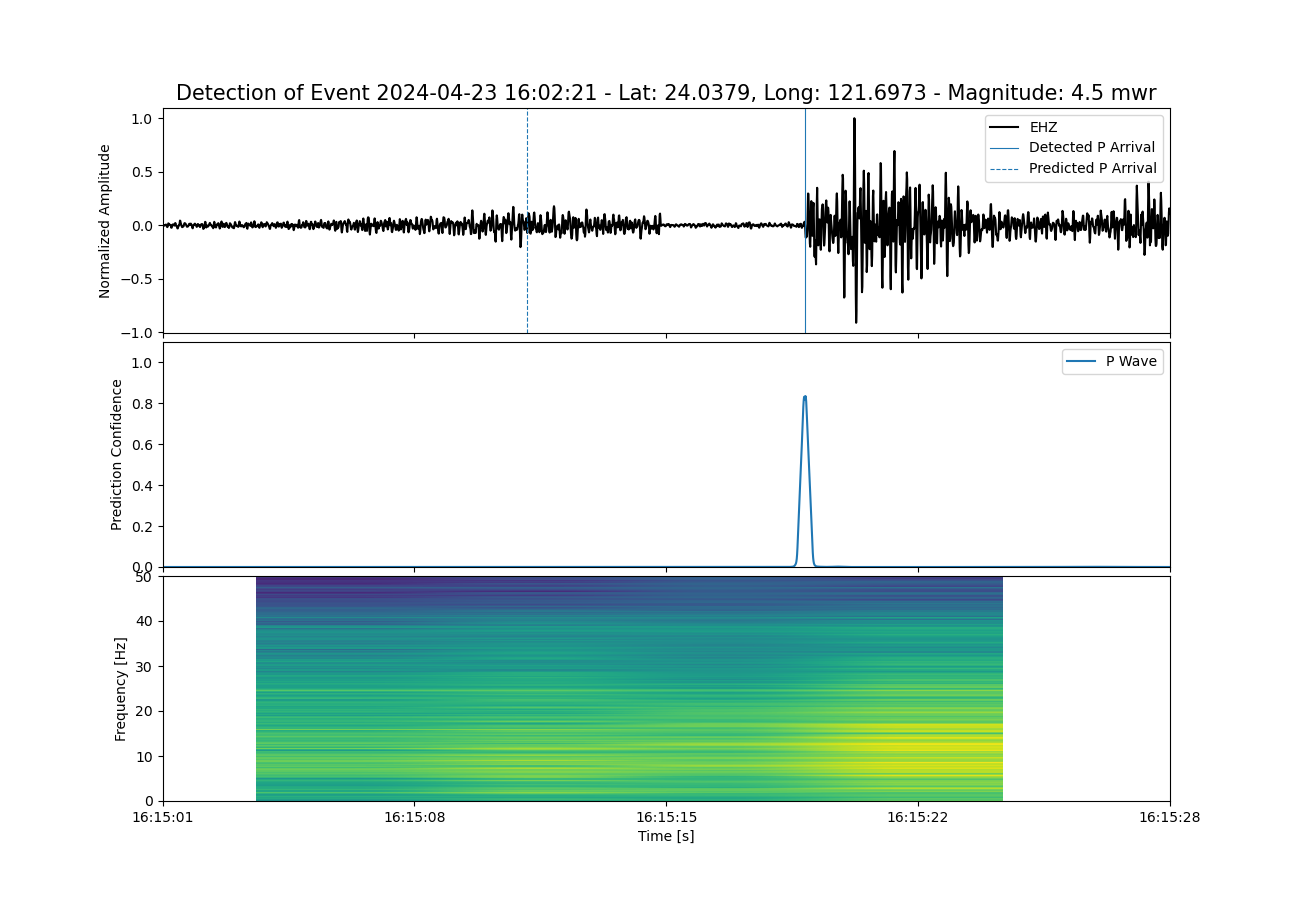 Detection of Event 2024-04-23 16:02:21 - Lat: 24.0379, Long: 121.6973 - Magnitude: 4.5 mwr
1.0
0.5
0.0
−0.5
−1.0
Normalized Amplitude
EHZ
Detected P Arrival
Predicted P Arrival
1.0
0.8
0.6
0.4
0.2
0.0
Prediction Confidence
P Wave
50
40
30
20
10
0
Frequency [Hz]
16:15:01 16:15:08 16:15:15 16:15:22 16:15:28
Time [s]